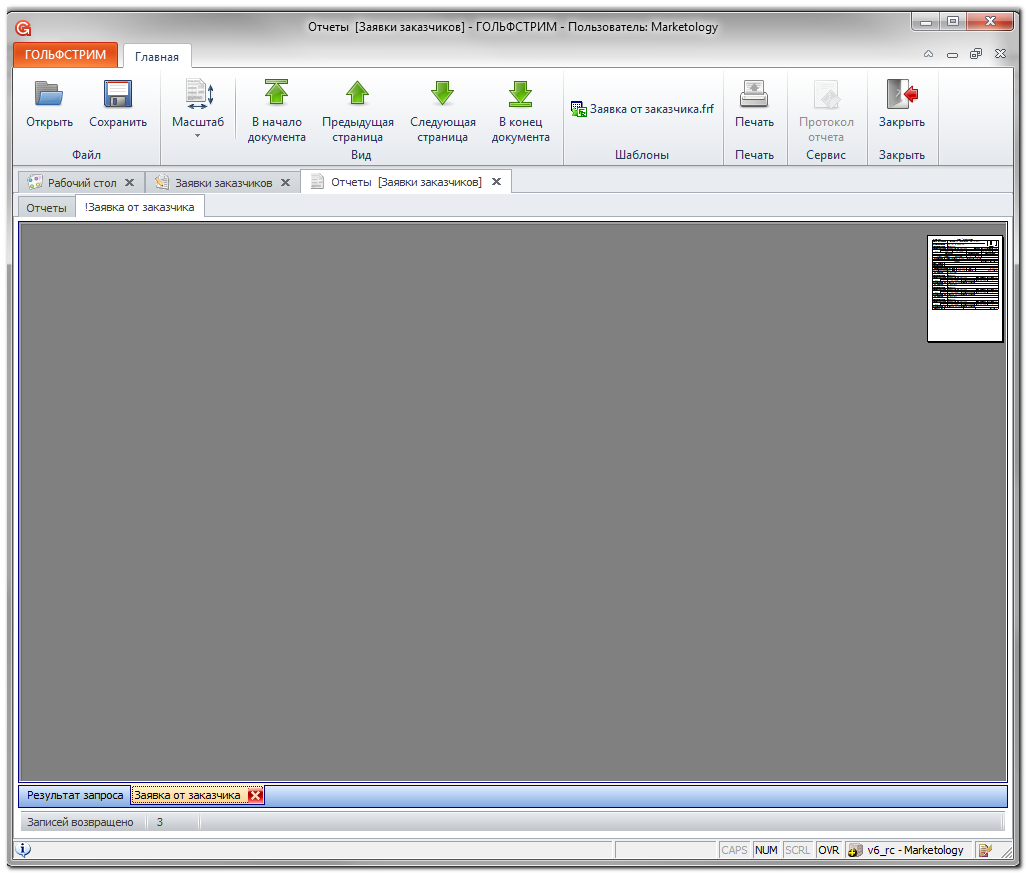 Отчеты [Заявки заказчиков] - ГОЛЬФСТРИМ - Пользователь: Marketology
ГОЛЬФСТРИМ
Главная
Открыть
Сохранить
Файл
Масштаб
В начало документа
Предыдущая страница
Следующая страница
В конец документа
Вид
Заявка от заказчика.frf
Шаблоны
Печать
Печать
Протокол отчета
Сервис
Закрыть
Закрыть
Рабочий стол
Заявки заказчиков
Отчеты [Заявки заказчиков]
Отчеты
!Заявка от заказчика
Результат запроса
Заявка от заказчика
Записей возвращено 3
CAPS NUM SCRL OVR v6_rc - Marketology